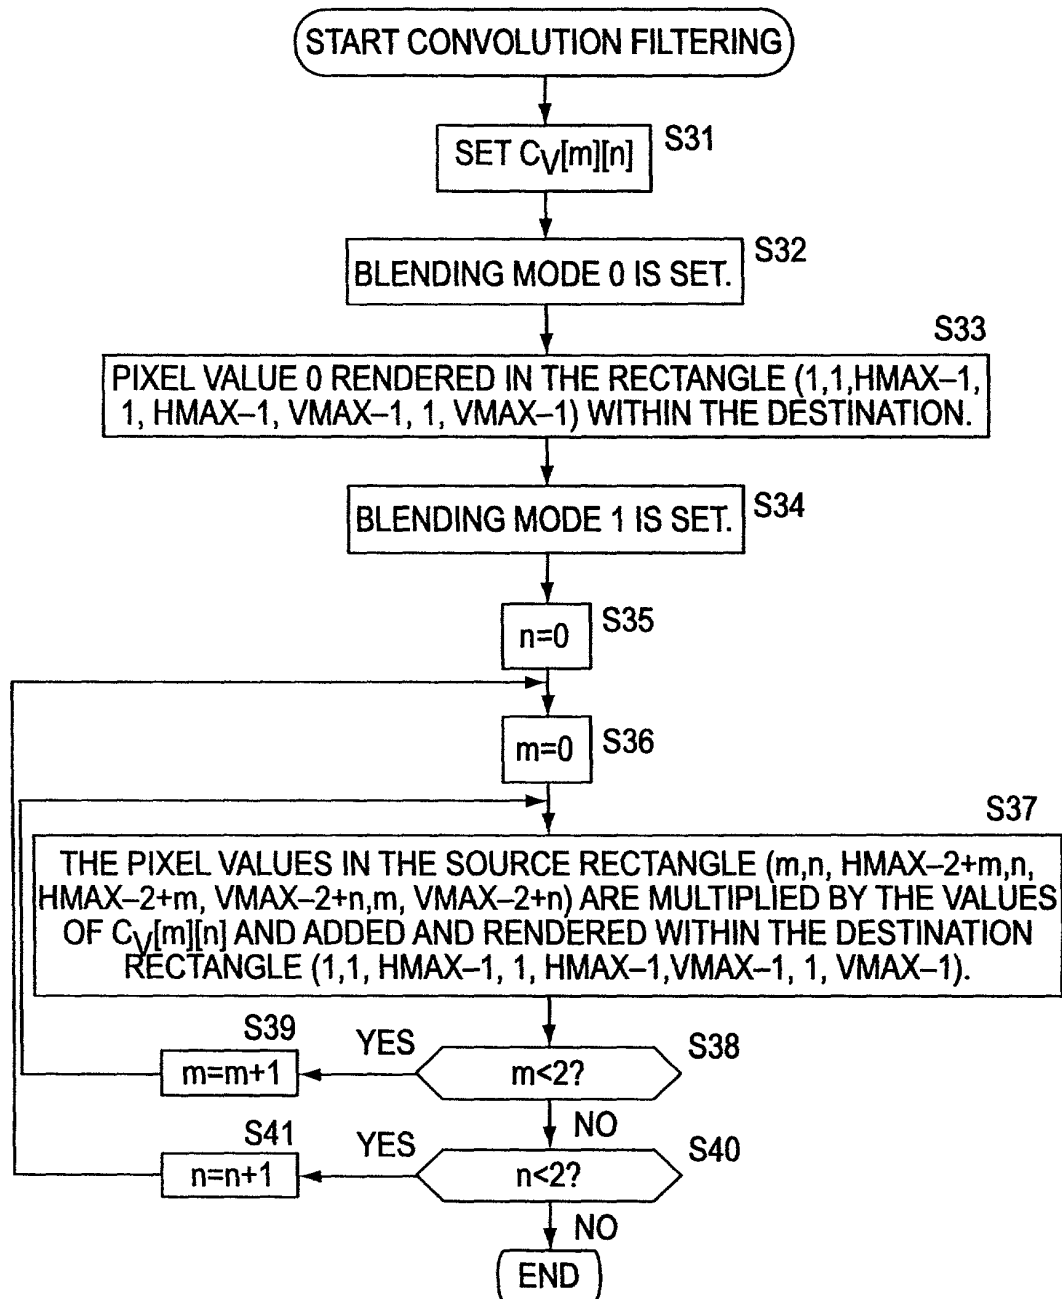 START CONVOLUTION FILTERING
SET CV[m][n]
S31
BLENDING MODE 0 IS SET.
S32
S33
PIXEL VALUE 0 RENDERED IN THE RECTANGLE (1,1,HMAX–1,
1, HMAX–1, VMAX–1, 1, VMAX–1) WITHIN THE DESTINATION.
BLENDING MODE 1 IS SET.
S34
n=0
S35
m=0
S36
S37
THE PIXEL VALUES IN THE SOURCE RECTANGLE (m,n, HMAX–2+m,n,
HMAX–2+m, VMAX–2+n,m, VMAX–2+n) ARE MULTIPLIED BY THE VALUES
OF CV[m][n] AND ADDED AND RENDERED WITHIN THE DESTINATION
RECTANGLE (1,1, HMAX–1, 1, HMAX–1,VMAX–1, 1, VMAX–1).
S39
m=m+1
YES
m<2?
S38
NO
S41
n=n+1
YES
n<2?
S40
NO
END